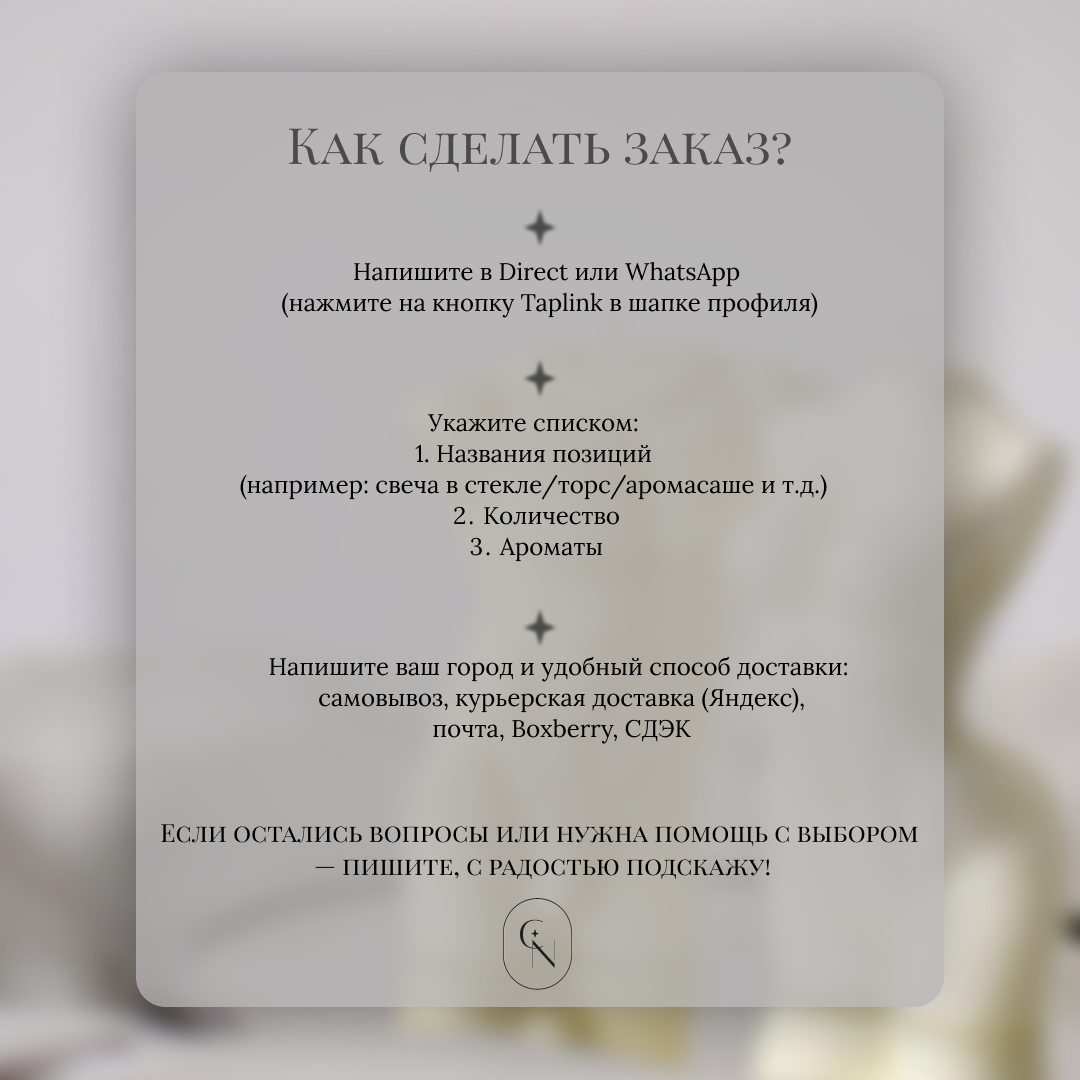 Как сделать заказ?
Напишите в Direct или WhatsApp
(нажмите на кнопку Taplink в шапке профиля)
Укажите списком:
1. Названия позиций
(например: свеча в стекле/торс/аромасаше и т.д.)
2. Количество
3. Ароматы
Напишите ваш город и удобный способ доставки:
самовывоз, курьерская доставка (Яндекс),
почта, Boxberry, СДЭК
Если остались вопросы или нужна помощь с выбором
— пишите, с радостью подскажу!
CN